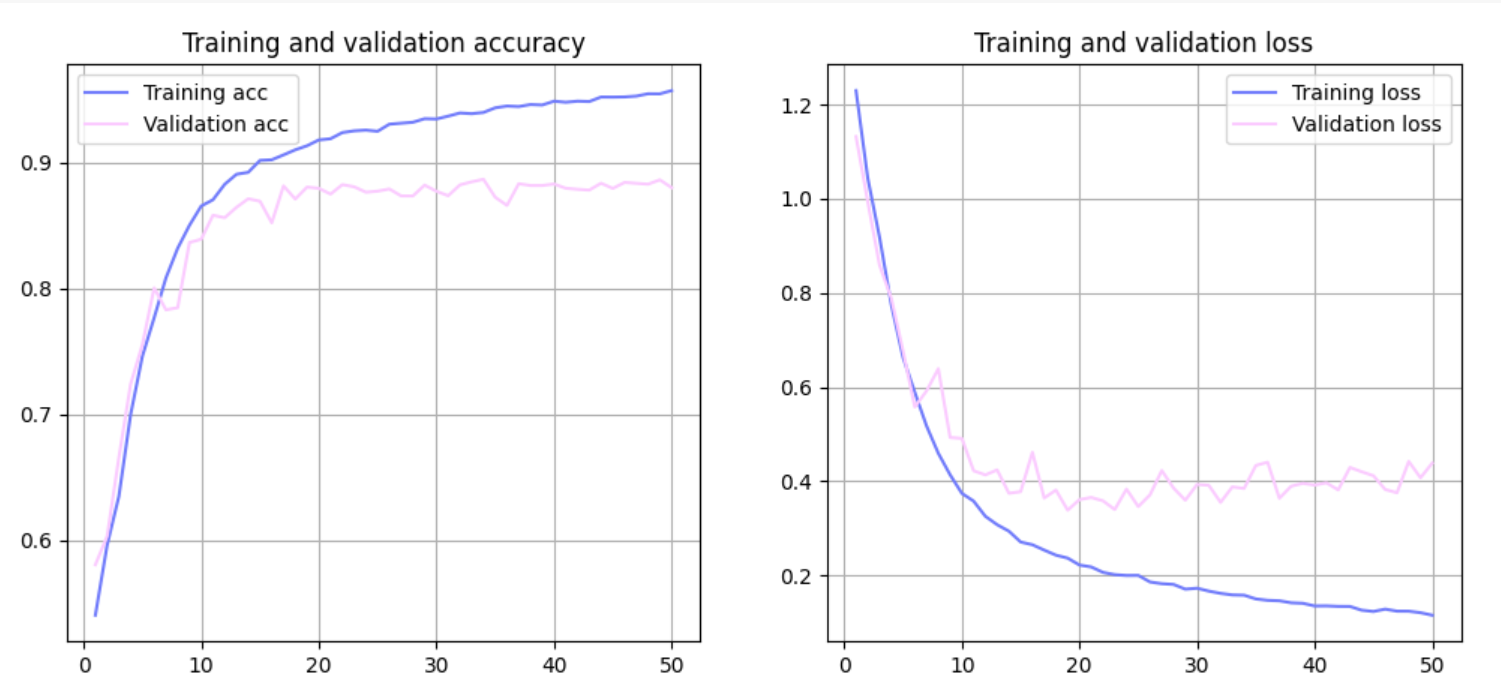 Training and validation accuracy
Training acc
Validation acc
0.9
0.8
0.7
0.6
0 10 20 30 40 50
Training and validation loss
Training loss
Validation loss
1.2
1.0
0.8
0.6
0.4
0.2
0 10 20 30 40 50